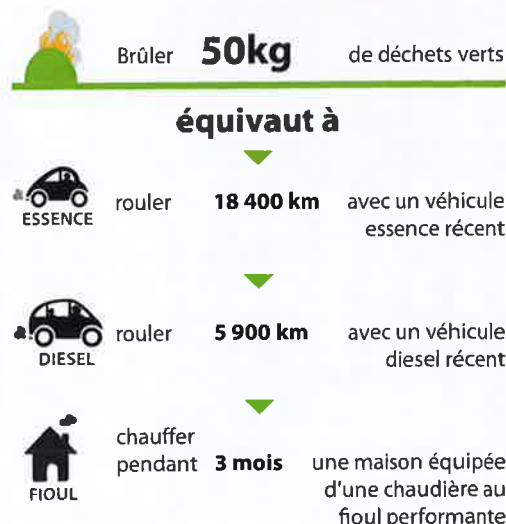 Brûler 50kg de déchets verts
équivaut à
ESSENCE
rouler 18 400 km avec un véhicule
essence récent
DIESEL
rouler 5 900 km avec un véhicule
diesel récent
FIOUL
chauffer
pendant 3 mois une maison équipée
d'une chaudière au
fioul performante